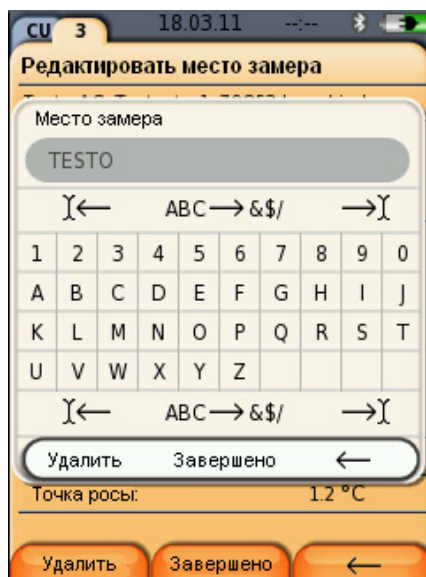 CU 3 18.03.11 --:--
Редактировать место замера
Место замера
TESTO
ABC→&$/
1 2 3 4 5 6 7 8 9 0
A B C D E F G H I J
K L M N O P Q R S T
U V W X Y Z
ABC→&$/
Удалить Завершено ←
Точка росы: 1.2 °C
Удалить Завершено ←